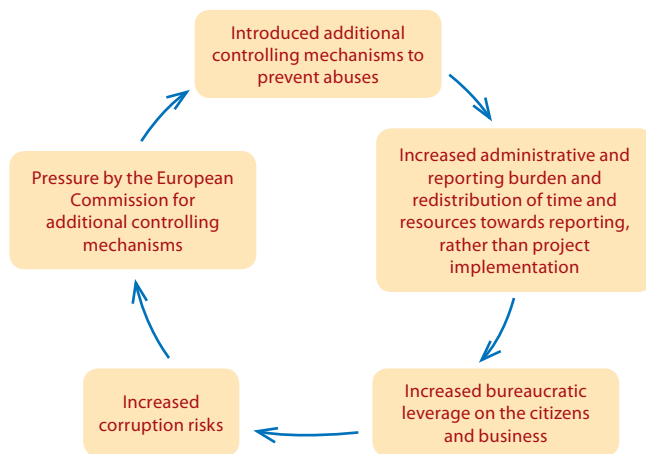 Introduced additional
controlling mechanisms to
prevent abuses
Increased administrative and
reporting burden and
redistribution of time and
resources towards reporting,
rather than project
implementation
Increased bureaucratic
leverage on the citizens
and business
Increased
corruption risks
Pressure by the European
Commission for
additional controlling
mechanisms